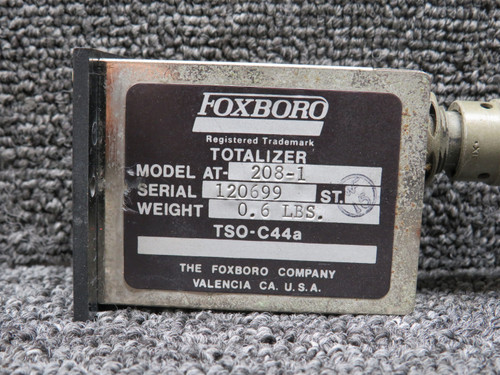 FOXBORO
Registered Trademark
TOTALIZER
MODEL AT- 208-1
SERIAL 120699 ST.
WEIGHT 0.6 LBS.
TSO-C44a
THE FOXBORO COMPANY
VALENCIA CA. U.S.A.